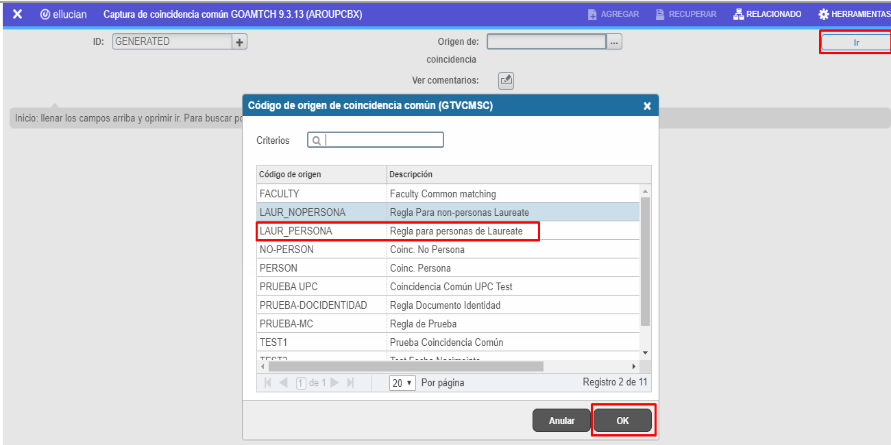 ellucian Captura de coincidencia común GOAMTCH 9.3.13 (AROUPCBX) AGREGAR RECUPERAR RELACIONADO HERRAMIENTAS
ID: GENERATED Origen de: ... Ir
coincidencia
Ver comentarios:
Inicio: llenar los campos arriba y oprimir ir. Para buscar po
Código de origen de coincidencia común (GTVCMSC)
Criterios
Código de origen Descripción
FACULTY Faculty Common matching
LAUR_NOPERSONA Regla Para non-personas Laureate
LAUR_PERSONA Regla para personas de Laureate
NO-PERSON Coinc. No Persona
PERSON Coinc. Persona
PRUEBA UPC Coincidencia Común UPC Test
PRUEBA-DOCIDENTIDAD Regla Documento Identidad
PRUEBA-MC Regla de Prueba
TEST1 Prueba Coincidencia Común
1 de 1 20 Por página Registro 2 de 11
Anular OK